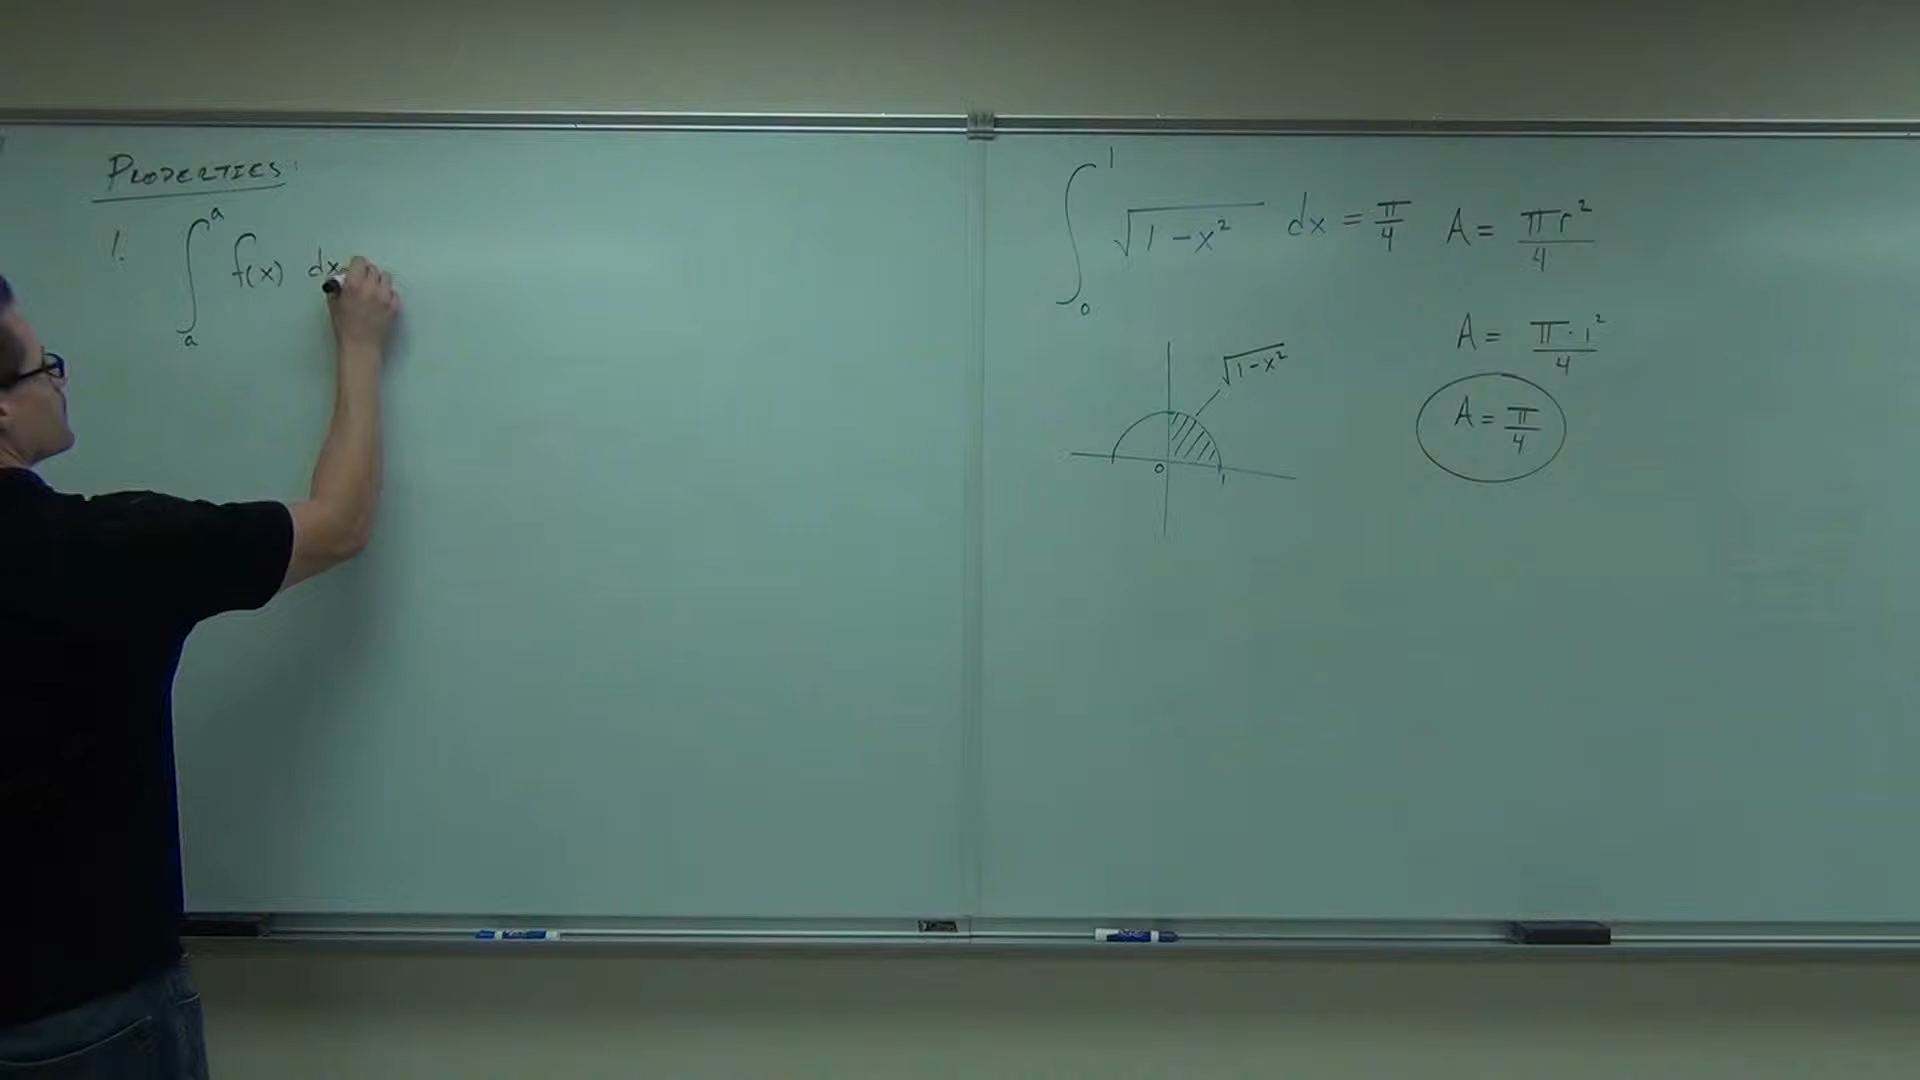 PROPERTIES:
1. ∫_a^a f(x) dx
∫_0^1 √(1-x²) dx = π/4
A = πr²/4
A = π·1²/4
A = π/4
√(1-x²)
0 1